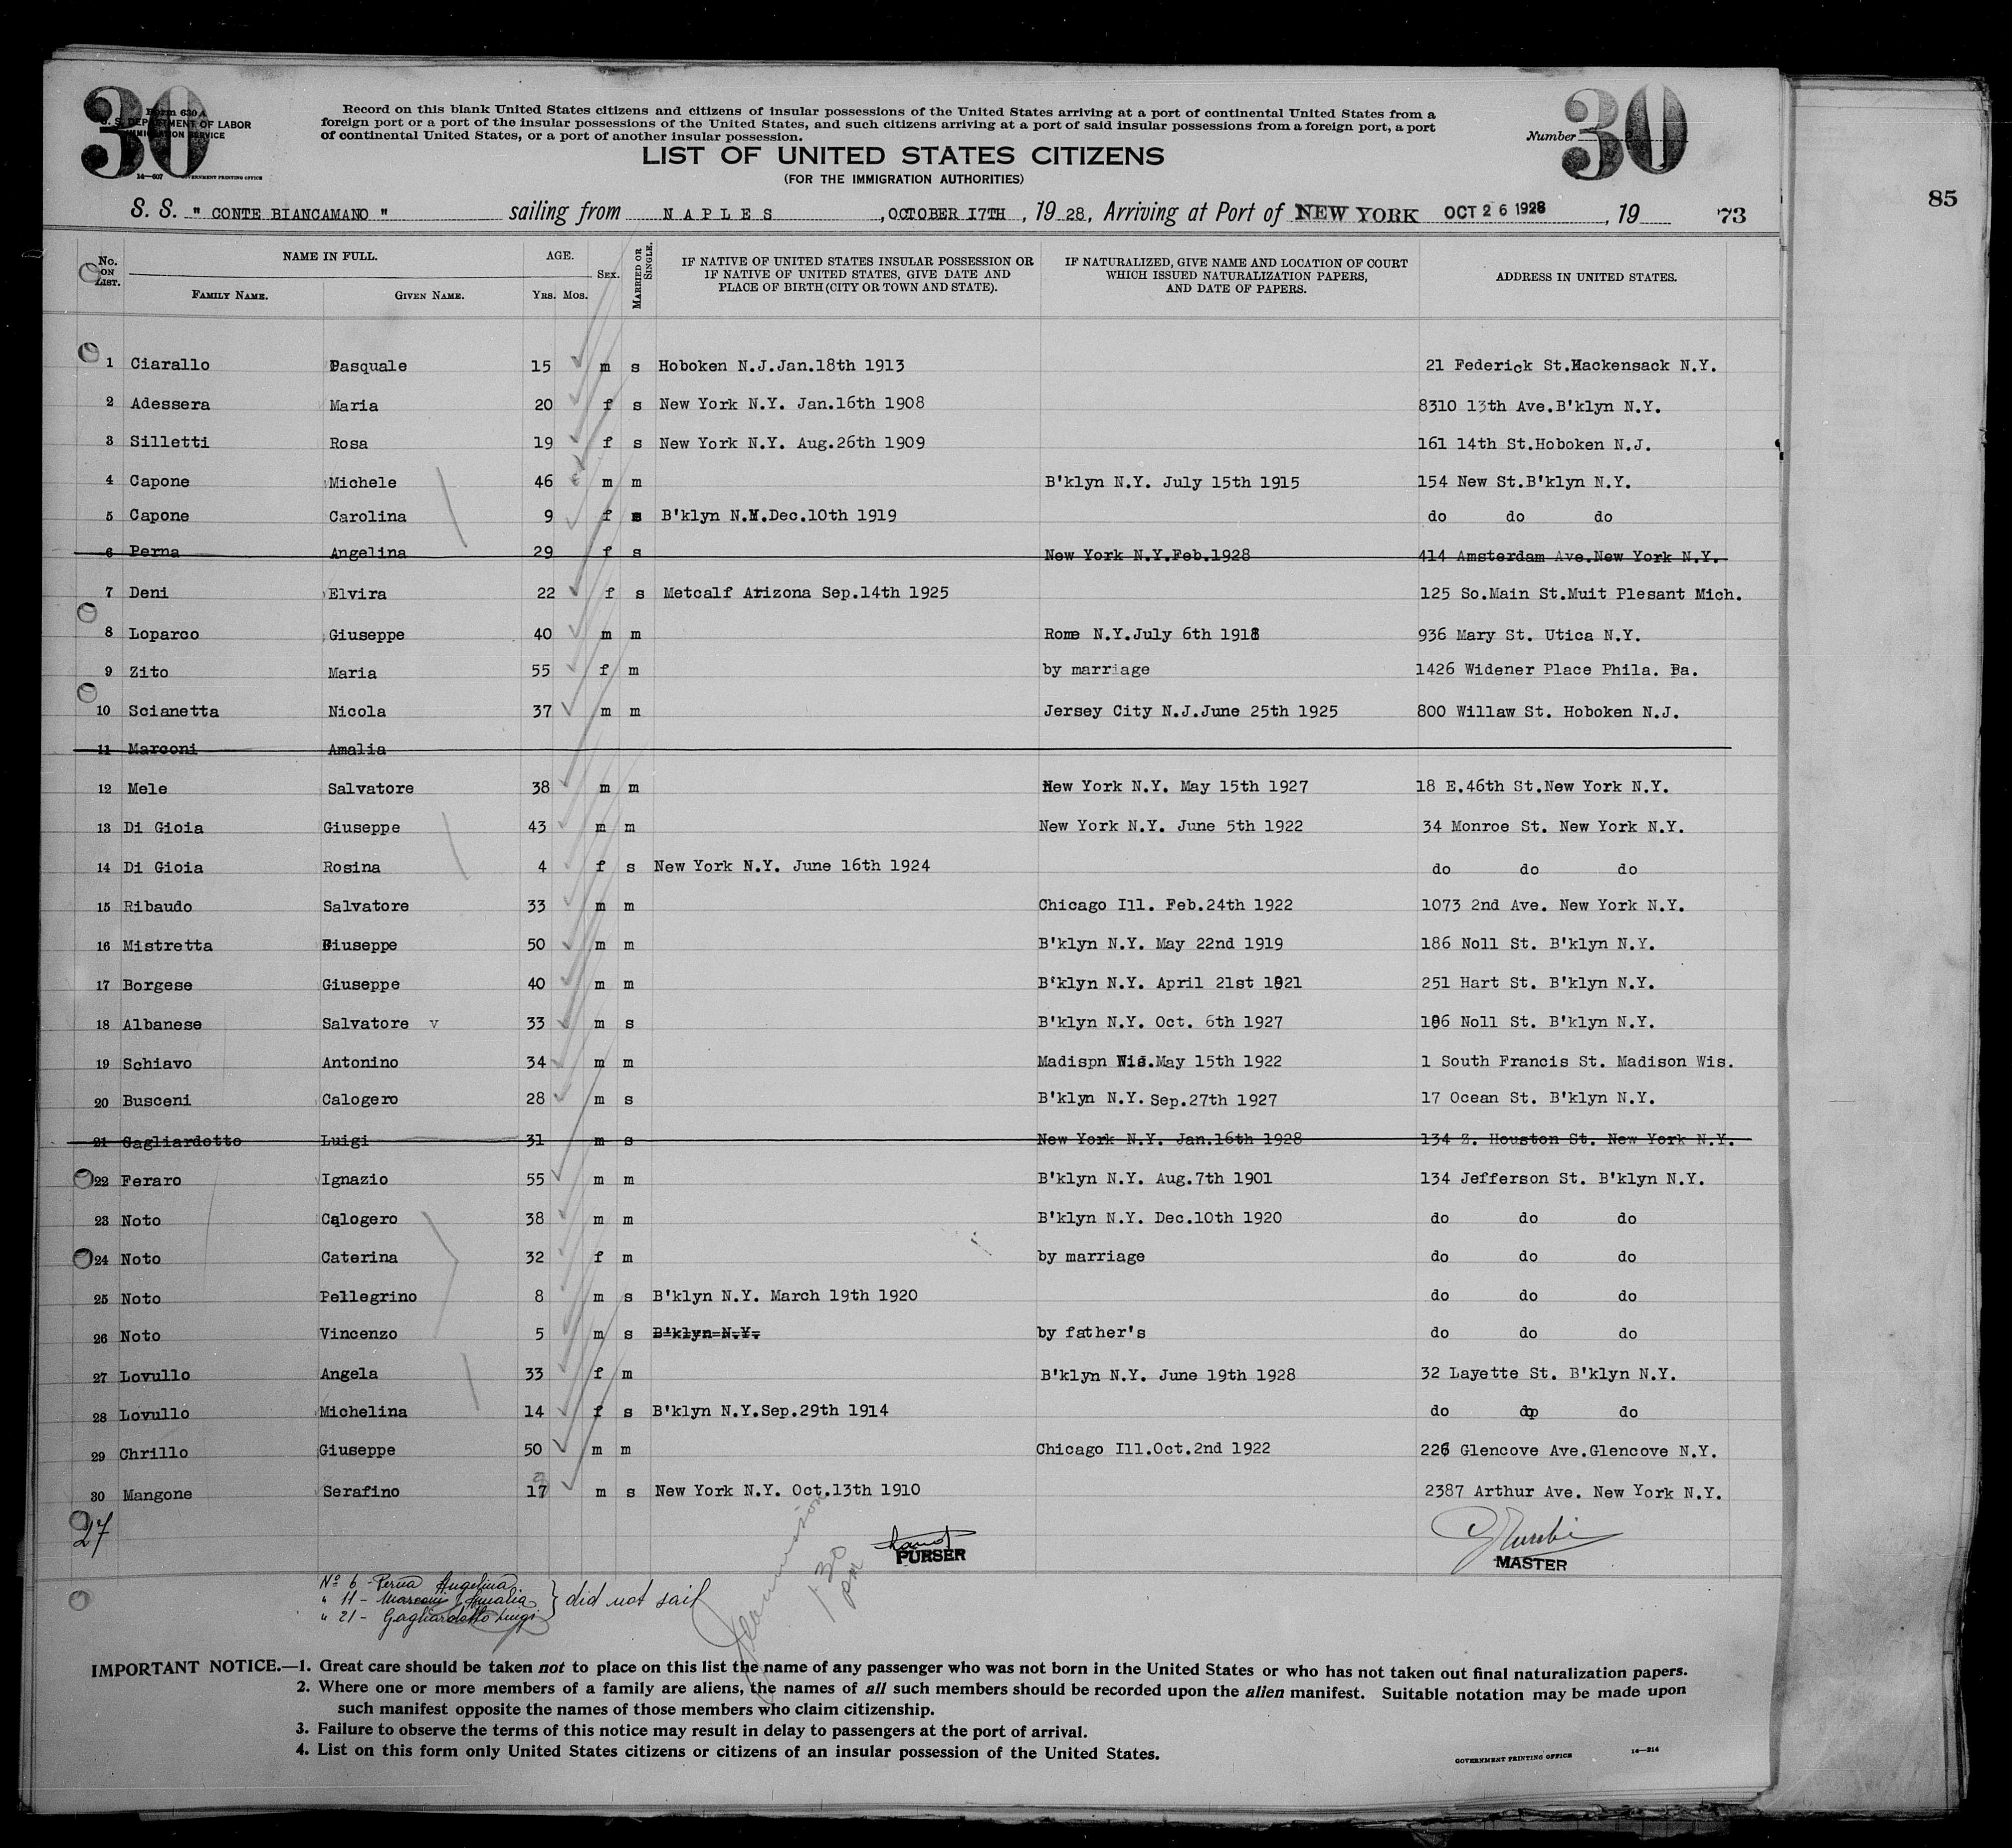 30
Form 630 A
U. S. DEPARTMENT OF LABOR
IMMIGRATION SERVICE
14—607 GOVERNMENT PRINTING OFFICE
Record on this blank United States citizens and citizens of insular possessions of the United States arriving at a port of continental United States from a
foreign port or a port of the insular possessions of the United States, and such citizens arriving at a port of said insular possessions from a foreign port, a port
of continental United States, or a port of another insular possession.
Number 30
LIST OF UNITED STATES CITIZENS
(FOR THE IMMIGRATION AUTHORITIES)
85
S. S. " CONTE BIANCAMANO " sailing from NAPLES, OCTOBER 17TH, 19 28, Arriving at Port of NEW YORK OCT 26 1928, 19 73
No. ON LIST. NAME IN FULL. FAMILY NAME. GIVEN NAME. AGE. YRS. MOS. SEX. MARRIED OR SINGLE. IF NATIVE OF UNITED STATES INSULAR POSSESSION OR IF NATIVE OF UNITED STATES, GIVE DATE AND PLACE OF BIRTH (CITY OR TOWN AND STATE). IF NATURALIZED, GIVE NAME AND LOCATION OF COURT WHICH ISSUED NATURALIZATION PAPERS, AND DATE OF PAPERS. ADDRESS IN UNITED STATES.
1 Ciarallo Pasquale 15 m s Hoboken N.J.Jan.18th 1913 21 Federick St.Hackensack N.Y.
2 Adessera Maria 20 f s New York N.Y. Jan.16th 1908 8310 13th Ave.B'klyn N.Y.
3 Silletti Rosa 19 f s New York N.Y. Aug.26th 1909 161 14th St.Hoboken N.J.
4 Capone Michele 46 m m B'klyn N.Y. July 15th 1915 154 New St.B'klyn N.Y.
5 Capone Carolina 9 f s B'klyn N.Y.Dec.10th 1919 do do do
6 Perna Angelina 29 f s New York N.Y.Feb.1928 414 Amsterdam Ave.New York N.Y.
7 Deni Elvira 22 f s Metcalf Arizona Sep.14th 1925 125 So.Main St.Muit Plesant Mich.
8 Loparco Giuseppe 40 m m Rome N.Y.July 6th 1918 936 Mary St. Utica N.Y.
9 Zito Maria 55 f m by marriage 1426 Widener Place Phila. Pa.
10 Scianetta Nicola 37 m m Jersey City N.J.June 25th 1925 800 Willaw St. Hoboken N.J.
11 Marconi Amalia
12 Mele Salvatore 38 m m New York N.Y. May 15th 1927 18 E.46th St.New York N.Y.
13 Di Gioia Giuseppe 43 m m New York N.Y. June 5th 1922 34 Monroe St. New York N.Y.
14 Di Gioia Rosina 4 f s New York N.Y. June 16th 1924 do do do
15 Ribaudo Salvatore 33 m m Chicago Ill. Feb.24th 1922 1073 2nd Ave. New York N.Y.
16 Mistretta Giuseppe 50 m m B'klyn N.Y. May 22nd 1919 186 Noll St. B'klyn N.Y.
17 Borgese Giuseppe 40 m m B'klyn N.Y. April 21st 1921 251 Hart St. B'klyn N.Y.
18 Albanese Salvatore v 33 m s B'klyn N.Y. Oct. 6th 1927 186 Noll St. B'klyn N.Y.
19 Schiavo Antonino 34 m m Madispn Wis.May 15th 1922 1 South Francis St. Madison Wis.
20 Busceni Calogero 28 m s B'klyn N.Y. Sep.27th 1927 17 Ocean St. B'klyn N.Y.
21 Gagliardotto Luigi 31 m s New York N.Y. Jan.16th 1928 134 E. Houston St. New York N.Y.
22 Feraro Ignazio 55 m m B'klyn N.Y. Aug.7th 1901 134 Jefferson St. B'klyn N.Y.
23 Noto Calogero 38 m m B'klyn N.Y. Dec.10th 1920 do do do
24 Noto Caterina 32 f m by marriage do do do
25 Noto Pellegrino 8 m s B'klyn N.Y. March 19th 1920 do do do
26 Noto Vincenzo 5 m s B'klyn N.Y. by father's do do do
27 Lovullo Angela 33 f m B'klyn N.Y. June 19th 1928 32 Layette St. B'klyn N.Y.
28 Lovullo Michelina 14 f s B'klyn N.Y.Sep.29th 1914 do do do
29 Chrillo Giuseppe 50 m m Chicago Ill.Oct.2nd 1922 226 Glencove Ave.Glencove N.Y.
30 Mangone Serafino 17 m s New York N.Y. Oct.13th 1910 2387 Arthur Ave. New York N.Y.
27
PURSER
MASTER
1 30 pm
No 6 - Perna Angelina
" 11 - Marconi Amalia } did not sail
" 21 - Gagliardotto Luigi
IMPORTANT NOTICE.—1. Great care should be taken not to place on this list the name of any passenger who was not born in the United States or who has not taken out final naturalization papers.
2. Where one or more members of a family are aliens, the names of all such members should be recorded upon the alien manifest. Suitable notation may be made upon
such manifest opposite the names of those members who claim citizenship.
3. Failure to observe the terms of this notice may result in delay to passengers at the port of arrival.
4. List on this form only United States citizens or citizens of an insular possession of the United States.
GOVERNMENT PRINTING OFFICE 14—214